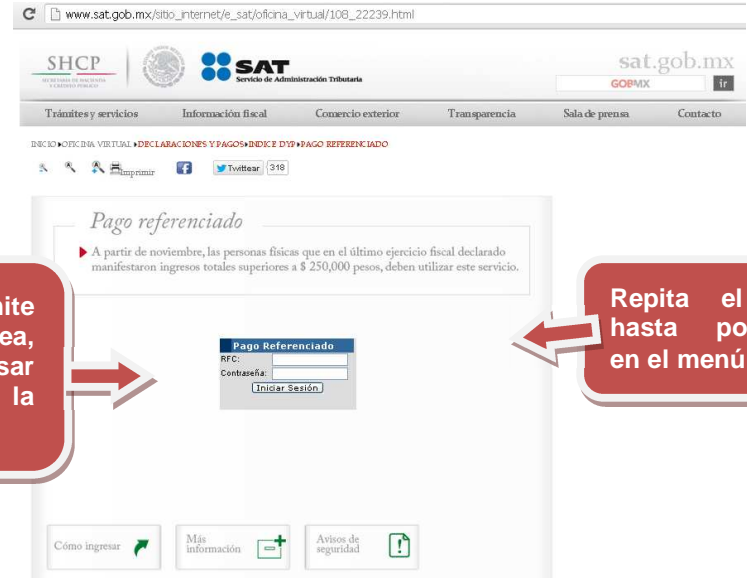 www.sat.gob.mx/sitio_internet/e_sat/oficina_virtual/108_22239.html
SHCP
SECRETARÍA DE HACIENDA
Y CRÉDITO PÚBLICO
SAT
Servicio de Administración Tributaria
sat.gob.mx
GOBMX ir
Trámites y servicios Información fiscal Comercio exterior Transparencia Sala de prensa Contacto
INICIO▸OFICINA VIRTUAL▸DECLARACIONES Y PAGOS▸INDICE DYP▸PAGO REFERENCIADO
Imprimir Twittear 318
Pago referenciado
A partir de noviembre, las personas físicas que en el último ejercicio fiscal declarado
manifestaron ingresos totales superiores a $ 250,000 pesos, deben utilizar este servicio.
Repita el
hasta po
en el menú
ea,
sar
la
Pago Referenciado
RFC:
Contraseña:
Iniciar Sesión
Cómo ingresar
Más
información
Avisos de
seguridad